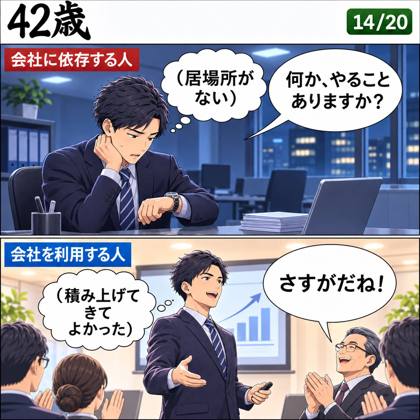 42歳
14/20
会社に依存する人
(居場所が
ない)
何か、やること
ありますか?
会社を利用する人
(積み上げて
きて
よかった)
さすがだね!